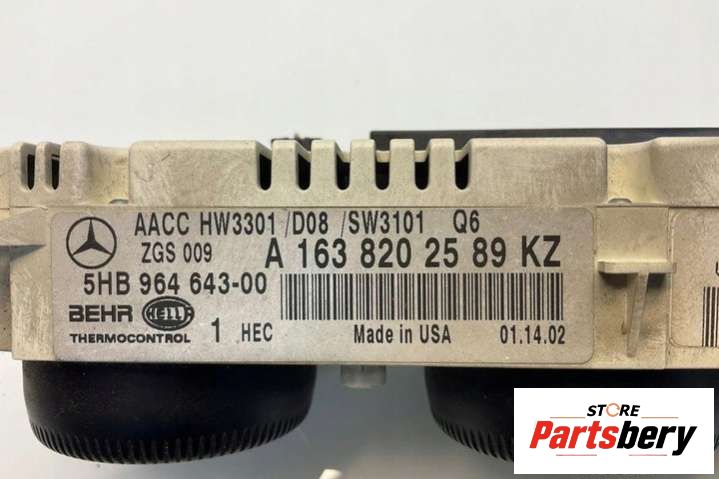 AACC HW3301 /D08 /SW3101 Q6
ZGS 009 A 163 820 25 89 KZ
5HB 964 643-00
BEHR HELLA
THERMOCONTROL 1 HEC Made in USA 01.14.02
STORE
Partsbery